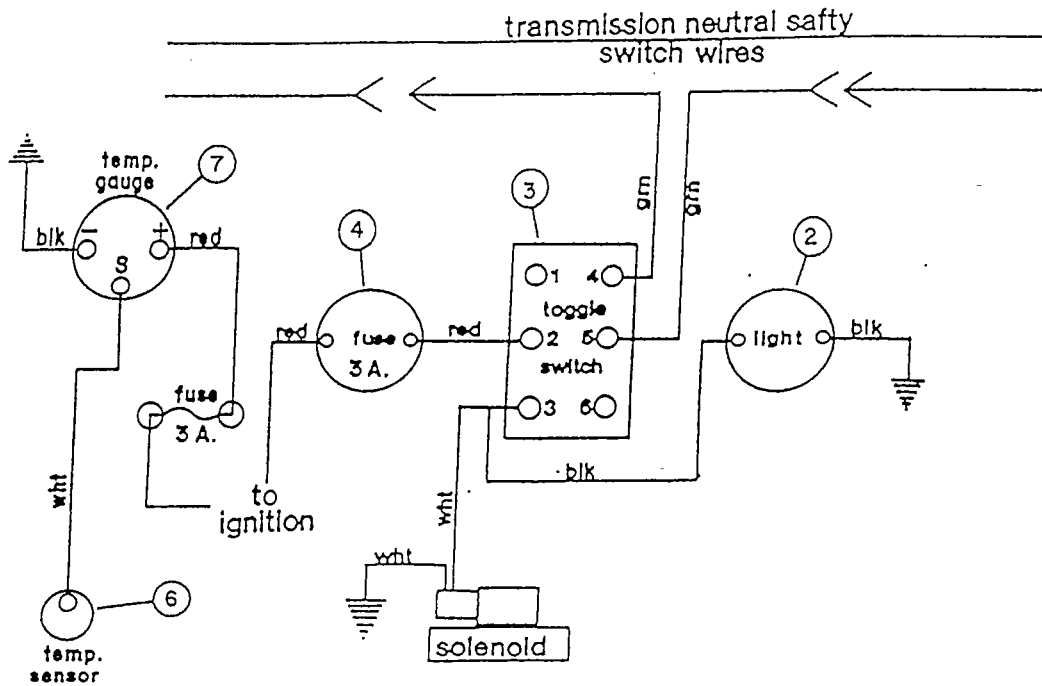 transmission neutral safty
switch wires
temp.
gauge
7
blk
-
+
red
S
4
3
2
grn
grn
red
fuse
3A.
red
1
4
toggle
2
5
switch
3
6
light
blk
fuse
3A.
wht
to
ignition
wht
blk
wht
6
temp.
sensor
solenoid